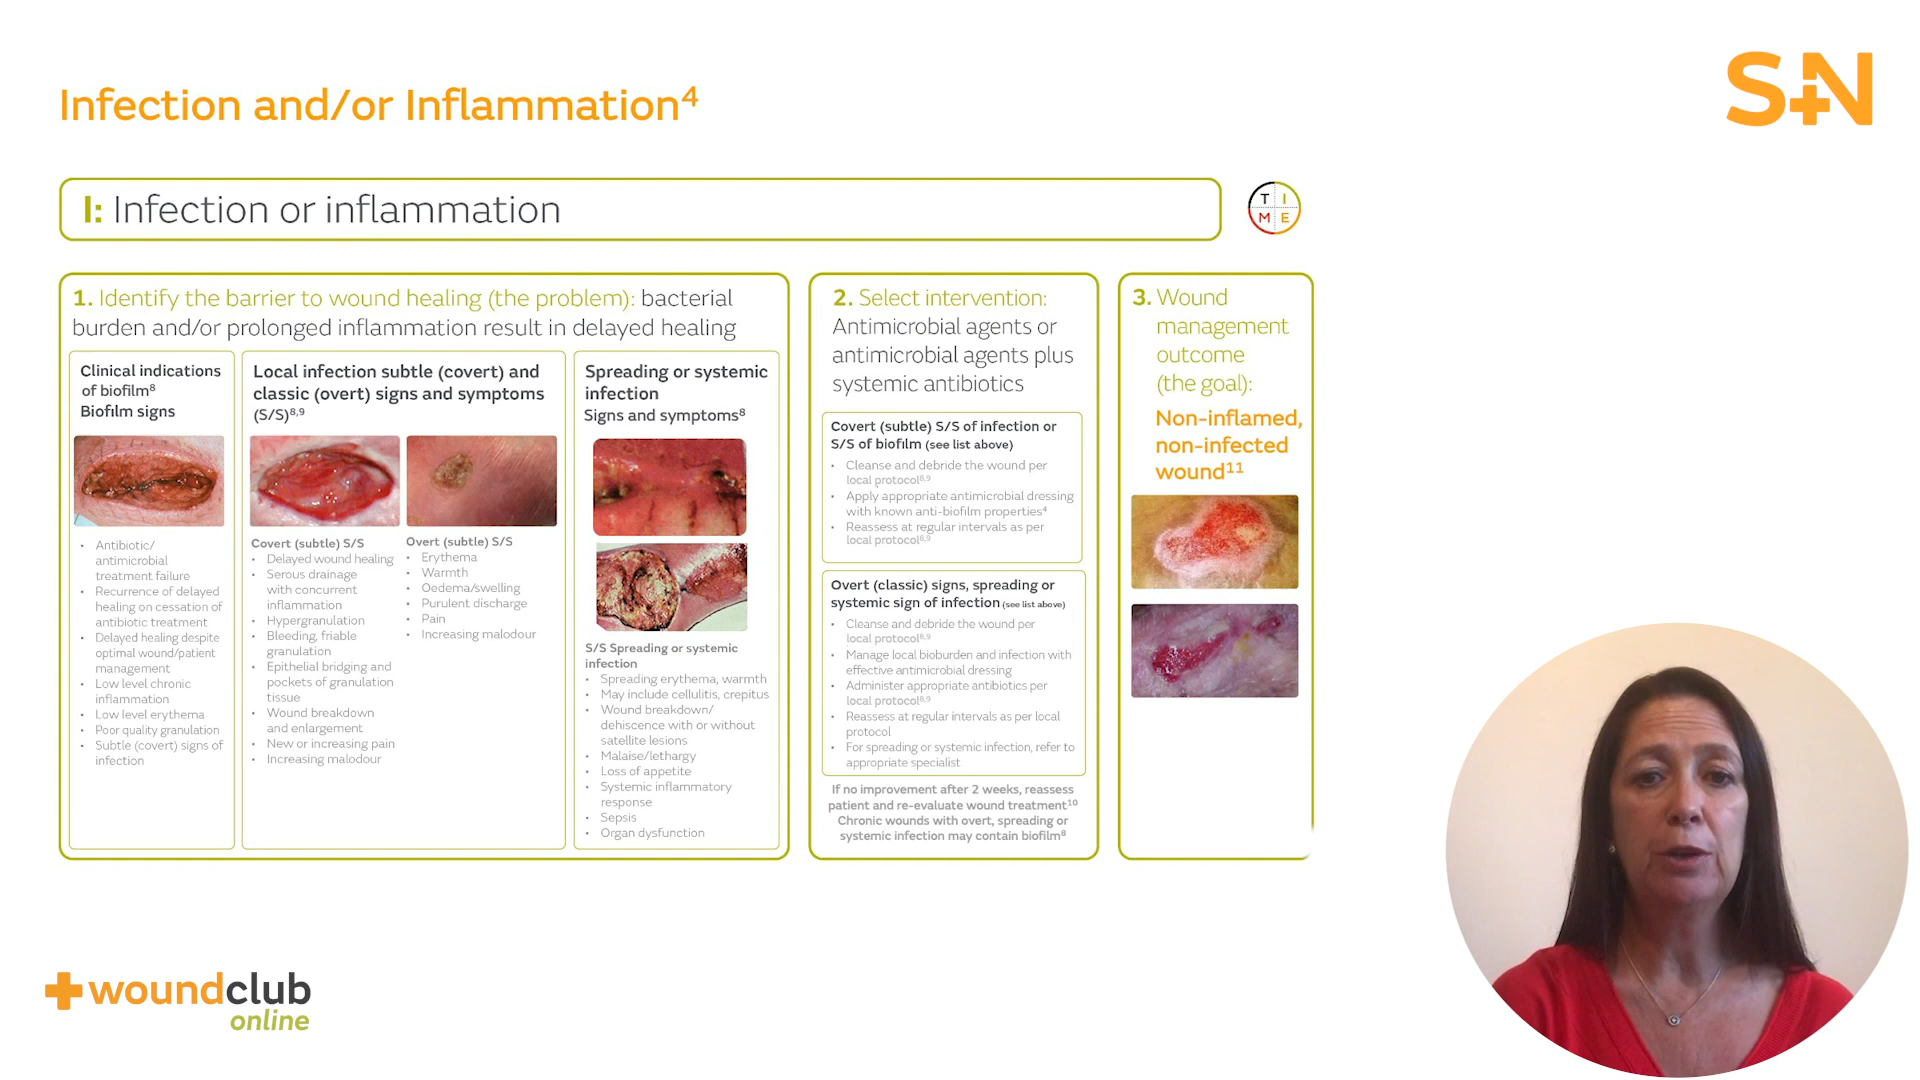 Infection and/or Inflammation⁴
S+N
I: Infection or inflammation
T I
M E
1. Identify the barrier to wound healing (the problem): bacterial
burden and/or prolonged inflammation result in delayed healing
Clinical indications
of biofilm⁸
Biofilm signs
• Antibiotic/
antimicrobial
treatment failure
• Recurrence of delayed
healing on cessation of
antibiotic treatment
• Delayed healing despite
optimal wound/patient
management
• Low level chronic
inflammation
• Low level erythema
• Poor quality granulation
• Subtle (covert) signs of
infection
Local infection subtle (covert) and
classic (overt) signs and symptoms
(S/S)⁸,⁹
Covert (subtle) S/S
• Delayed wound healing
• Serous drainage
with concurrent
inflammation
• Hypergranulation
• Bleeding, friable
granulation
• Epithelial bridging and
pockets of granulation
tissue
• Wound breakdown
and enlargement
• New or increasing pain
• Increasing malodour
Overt (subtle) S/S
• Erythema
• Warmth
• Oedema/swelling
• Purulent discharge
• Pain
• Increasing malodour
Spreading or systemic
infection
Signs and symptoms⁸
S/S Spreading or systemic
infection
• Spreading erythema, warmth
• May include cellulitis, crepitus
• Wound breakdown/
dehiscence with or without
satellite lesions
• Malaise/lethargy
• Loss of appetite
• Systemic inflammatory
response
• Sepsis
• Organ dysfunction
2. Select intervention:
Antimicrobial agents or
antimicrobial agents plus
systemic antibiotics
Covert (subtle) S/S of infection or
S/S of biofilm (see list above)
• Cleanse and debride the wound per
local protocol⁸,⁹
• Apply appropriate antimicrobial dressing
with known anti-biofilm properties⁴
• Reassess at regular intervals as per
local protocol⁸,⁹
Overt (classic) signs, spreading or
systemic sign of infection (see list above)
• Cleanse and debride the wound per
local protocol⁸,⁹
• Manage local bioburden and infection with
effective antimicrobial dressing
• Administer appropriate antibiotics per
local protocol⁸,⁹
• Reassess at regular intervals as per local
protocol
• For spreading or systemic infection, refer to
appropriate specialist
If no improvement after 2 weeks, reassess
patient and re-evaluate wound treatment¹⁰
Chronic wounds with overt, spreading or
systemic infection may contain biofilm⁸
3. Wound
management
outcome
(the goal):
Non-inflamed,
non-infected
wound¹¹
woundclub
online